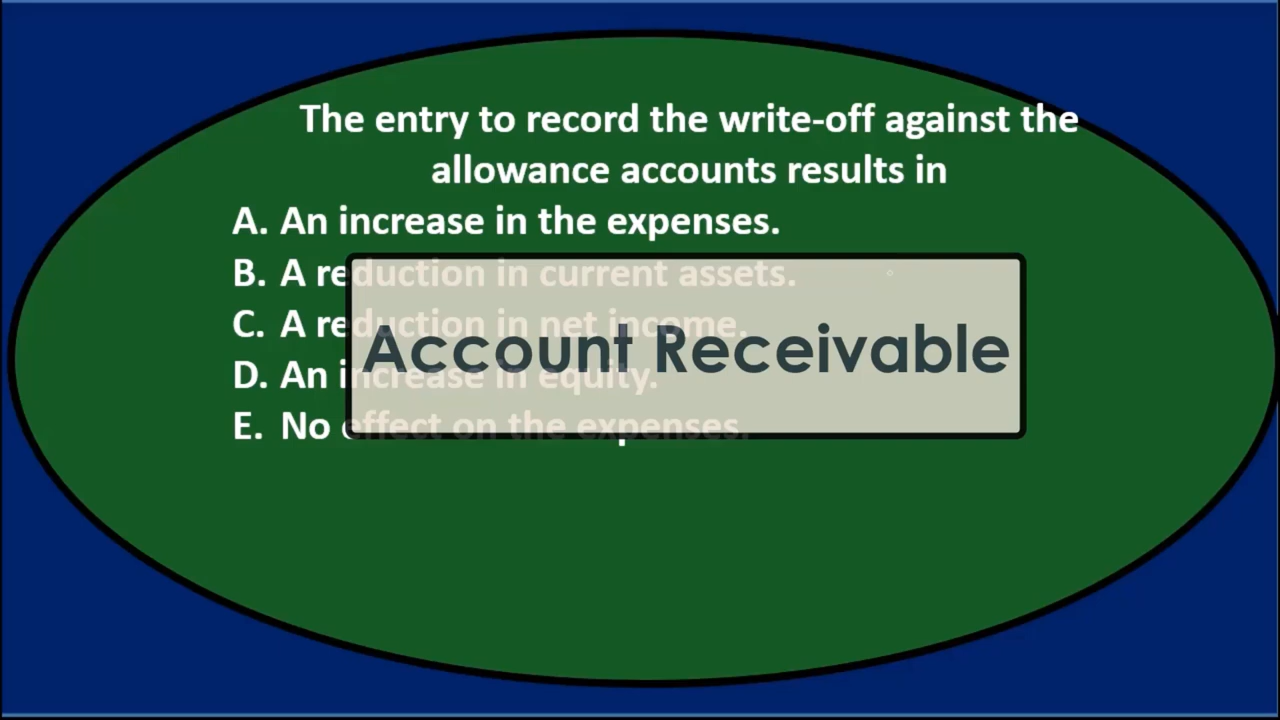 The entry to record the write-off against the
allowance accounts results in
A. An increase in the expenses.
B. A reduction in current assets.
C. A reduction in net income.
D. An increase in equity.
E. No effect on the expenses.
Account Receivable